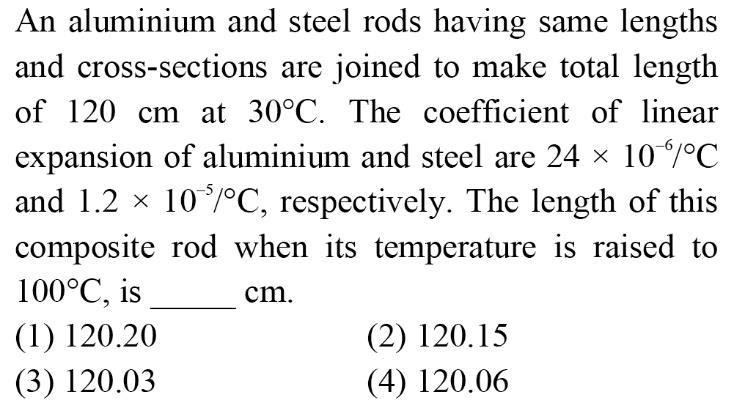 An aluminium and steel rods having same lengths
and cross-sections are joined to make total length
of 120 cm at 30°C. The coefficient of linear
expansion of aluminium and steel are 24 × 10⁻⁶/°C
and 1.2 × 10⁻⁵/°C, respectively. The length of this
composite rod when its temperature is raised to
100°C, is ______ cm.
(1) 120.20 (2) 120.15
(3) 120.03 (4) 120.06